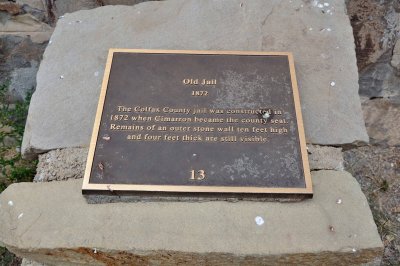 Old Jail
1872
The Colfax County jail was constructed in
1872 when Cimarron became the county seat.
Remains of an outer stone wall ten feet high
and four feet thick are still visible.
13